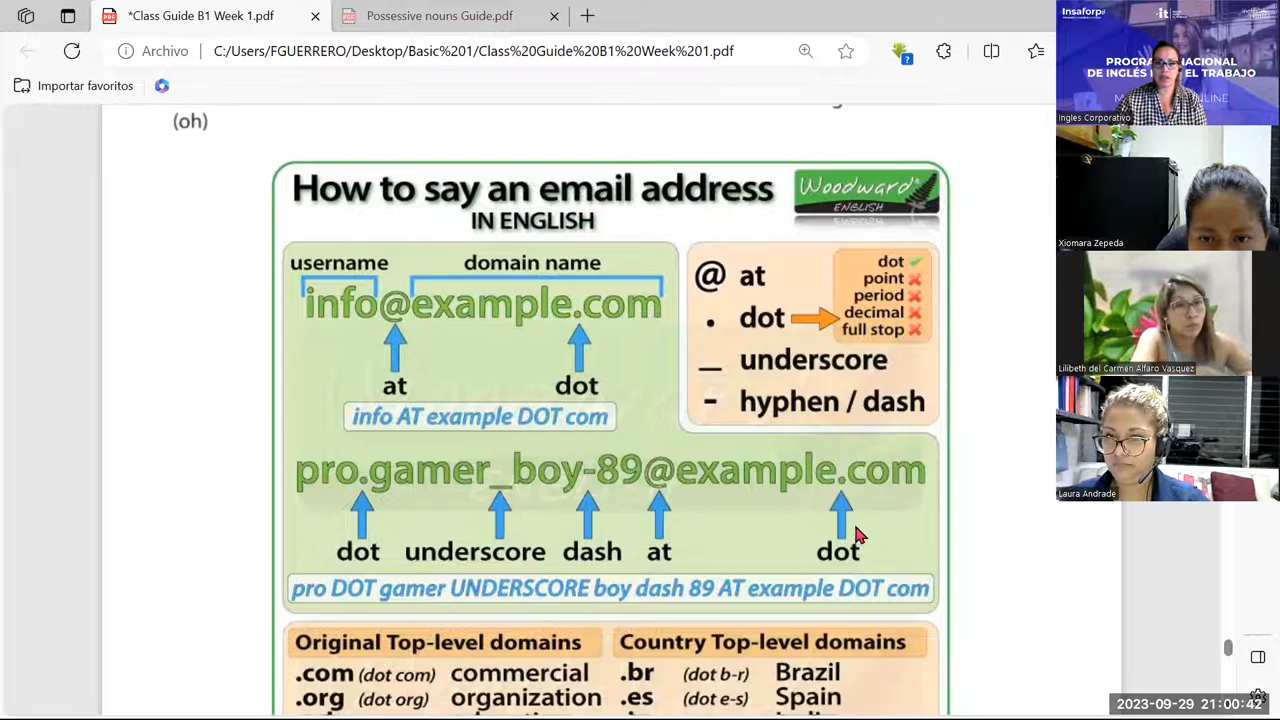 *Class Guide B1 Week 1.pdf
Possessive nouns Guide.pdf
Archivo
C:/Users/FGUERRERO/Desktop/Basic%201/Class%20Guide%20B1%20Week%201.pdf
Importar favoritos
(oh)
How to say an email address
IN ENGLISH
Woodward
ENGLISH
username
domain name
info@example.com
at
dot
info AT example DOT com
@ at
. dot
_ underscore
- hyphen / dash
dot
point
period
decimal
full stop
pro.gamer_boy-89@example.com
dot underscore dash at dot
pro DOT gamer UNDERSCORE boy dash 89 AT example DOT com
Original Top-level domains
.com (dot com) commercial
.org (dot org) organization
Country Top-level domains
.br (dot b-r) Brazil
.es (dot e-s) Spain
Insaforp
PROGRAMA NACIONAL
DE INGLÉS EL TRABAJO
Ingles Corporativo
Xiomara Zepeda
Lilibeth del Carmen Alfaro Vasquez
Laura Andrade
2023-09-29 21:00:42